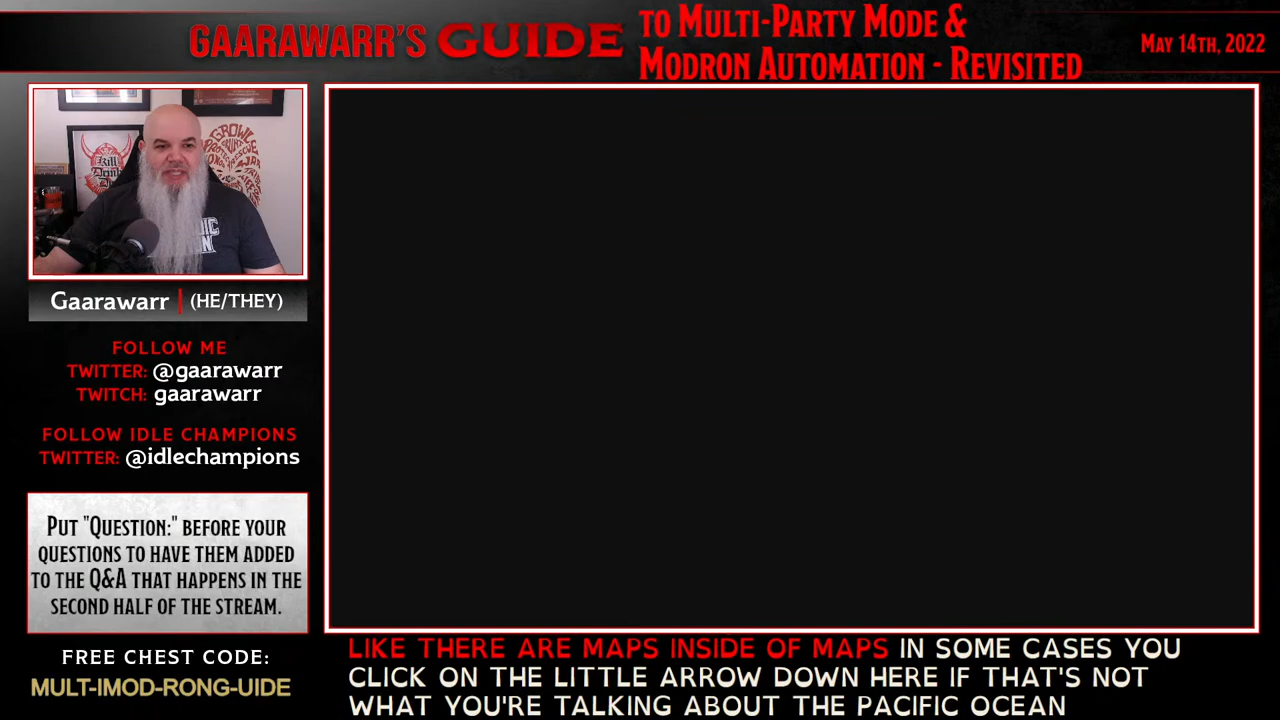 GAARAWARR'S GUIDE TO MULTI-PARTY MODE &
MODRON AUTOMATION - REVISITED
MAY 14TH, 2022
Kill
Gaarawarr | (HE/THEY)
FOLLOW ME
TWITTER: @gaarawarr
TWITCH: gaarawarr
FOLLOW IDLE CHAMPIONS
TWITTER: @idlechampions
PUT "QUESTION:" BEFORE YOUR
QUESTIONS TO HAVE THEM ADDED
TO THE Q&A THAT HAPPENS IN THE
SECOND HALF OF THE STREAM.
FREE CHEST CODE:
MULT-IMOD-RONG-UIDE
LIKE THERE ARE MAPS INSIDE OF MAPS IN SOME CASES YOU
CLICK ON THE LITTLE ARROW DOWN HERE IF THAT'S NOT
WHAT YOU'RE TALKING ABOUT THE PACIFIC OCEAN